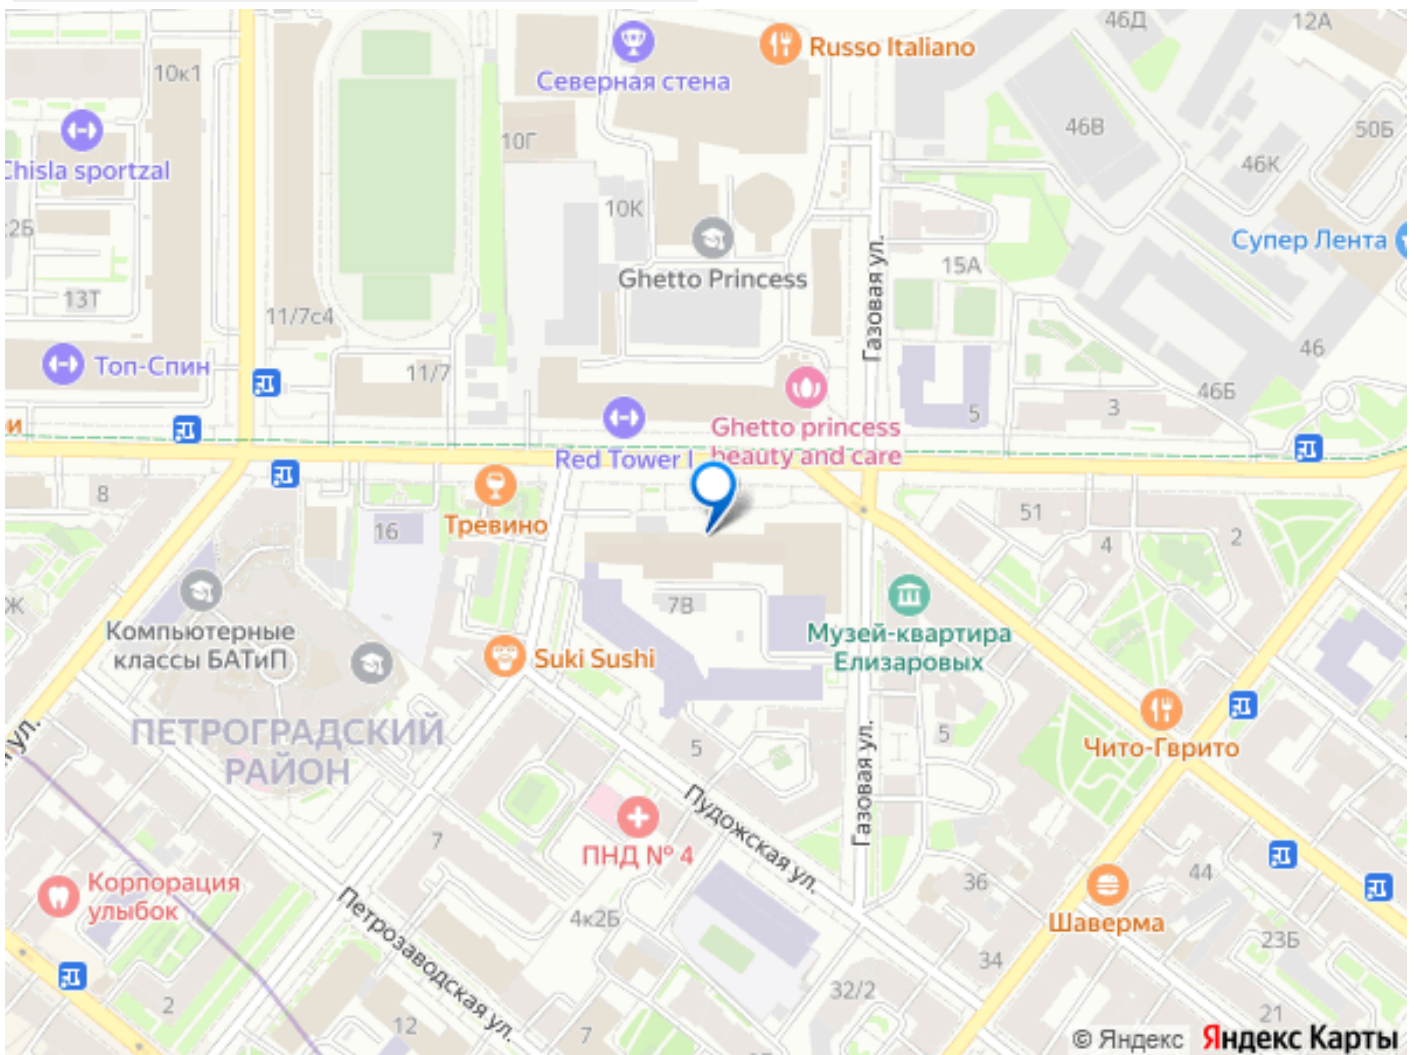 46Д
12А
Russo Italiano
Северная стена
10к1
46В
50Б
10Г
Chisla sportzal
46К
10К
с2Б
Супер Лента
Газовая ул.
15А
Ghetto Princess
13Т
11/7с4
46
Топ-Спин
11/7
46Б
3
5
и
Ghetto princess
beauty and care
Red Tower I
8
51
Тревино
16
2
4
Ж
7В
Компьютерные
классы БАТиП
Музей-квартира
Елизаровых
Suki Sushi
ПЕТРОГРАДСКИЙ
РАЙОН
ул.
5
5
Чито-Гврито
Газовая ул.
Пудожская ул.
7
ПНД № 4
Корпорация
улыбок
36
44
4к2Б
Шаверма
Петрозаводская ул.
23Б
34
32/2
2
12
7
21
© Яндекс Яндекс Карты